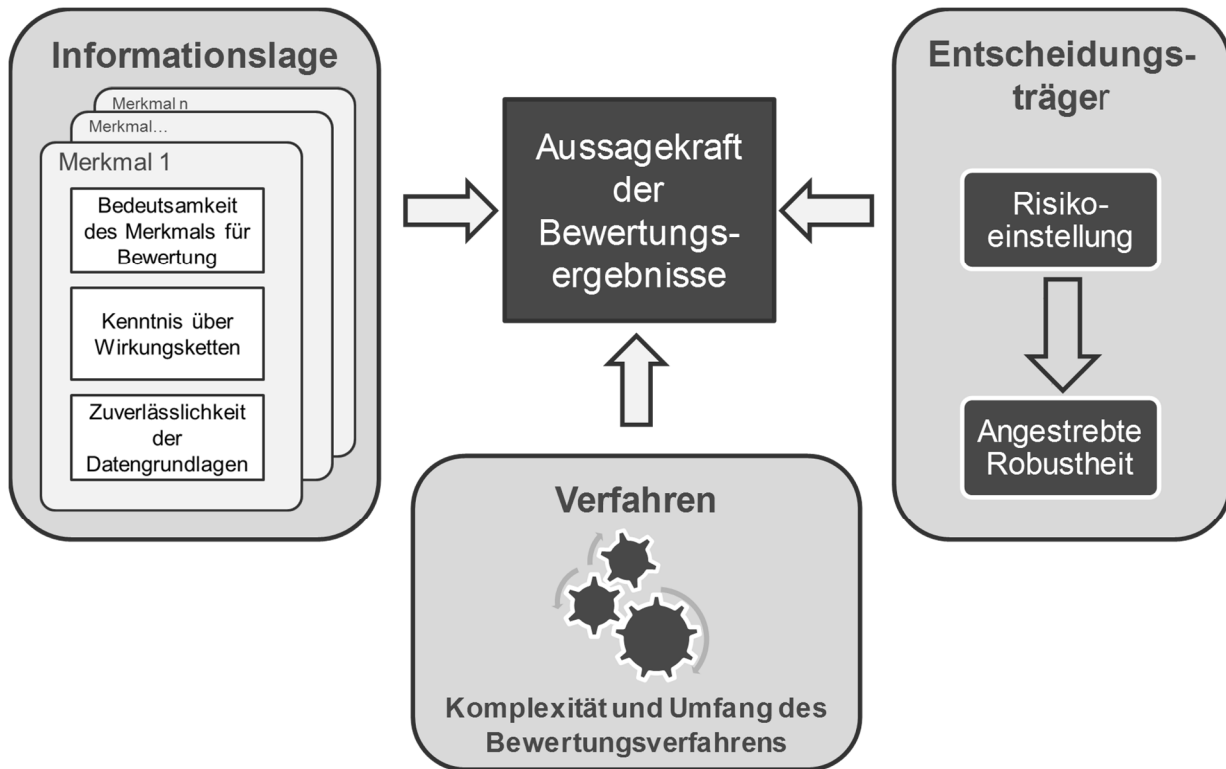 Informationslage
Merkmal n
Merkmal…
Merkmal 1
Bedeutsamkeit
des Merkmals für
Bewertung
Kenntnis über
Wirkungsketten
Zuverlässlichkeit
der
Datengrundlagen
Aussagekraft
der
Bewertungs-
ergebnisse
Entscheidungs-
träger
Risiko-
einstellung
Angestrebte
Robustheit
Verfahren
Komplexität und Umfang des
Bewertungsverfahrens